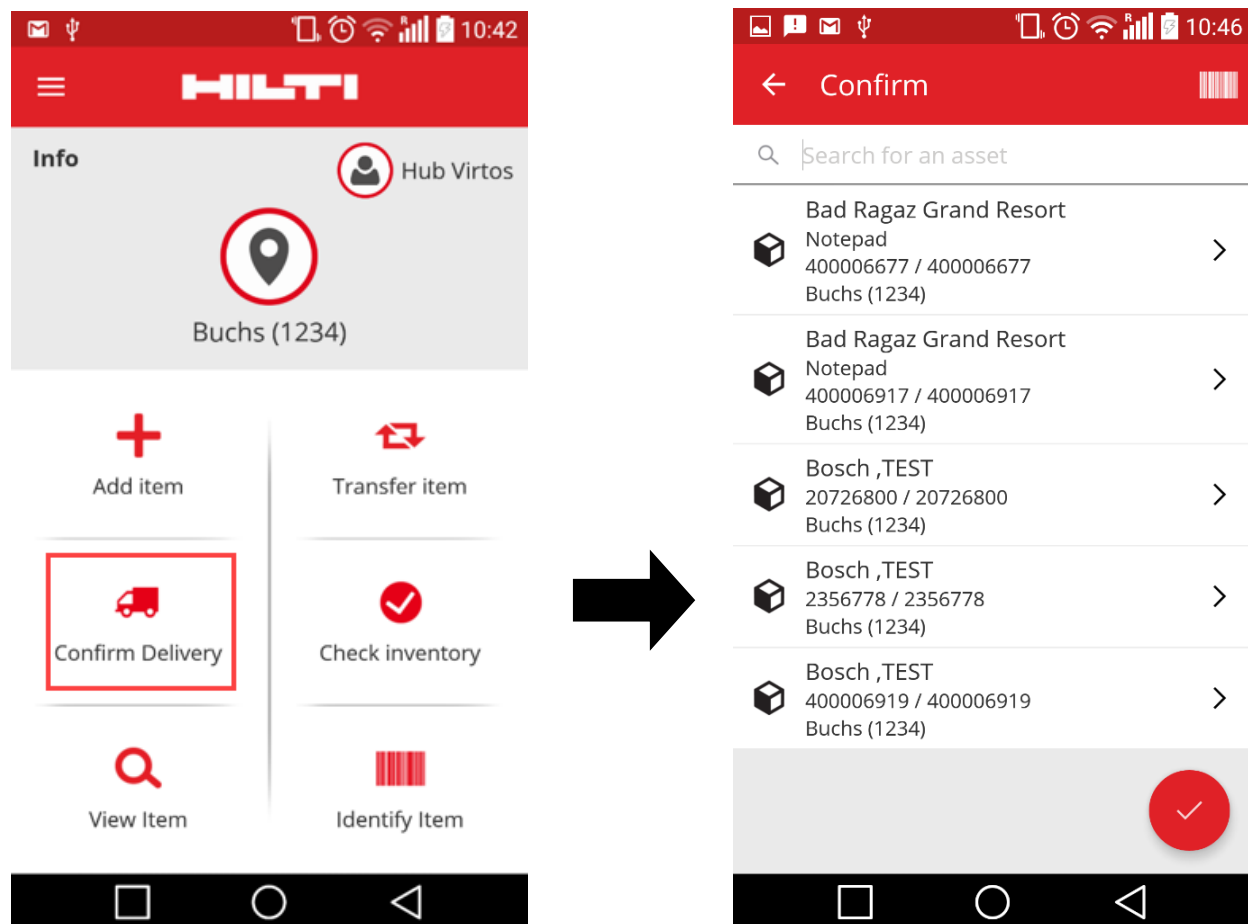 10:42
HILTI
Info
Hub Virtos
Buchs (1234)
Add item
Transfer item
Confirm Delivery
Check inventory
View Item
Identify Item
R
10:46
Confirm
Search for an asset
Bad Ragaz Grand Resort
Notepad
400006677 / 400006677
Buchs (1234)
Bad Ragaz Grand Resort
Notepad
400006917 / 400006917
Buchs (1234)
Bosch ,TEST
20726800 / 20726800
Buchs (1234)
Bosch ,TEST
2356778 / 2356778
Buchs (1234)
Bosch ,TEST
400006919 / 400006919
Buchs (1234)